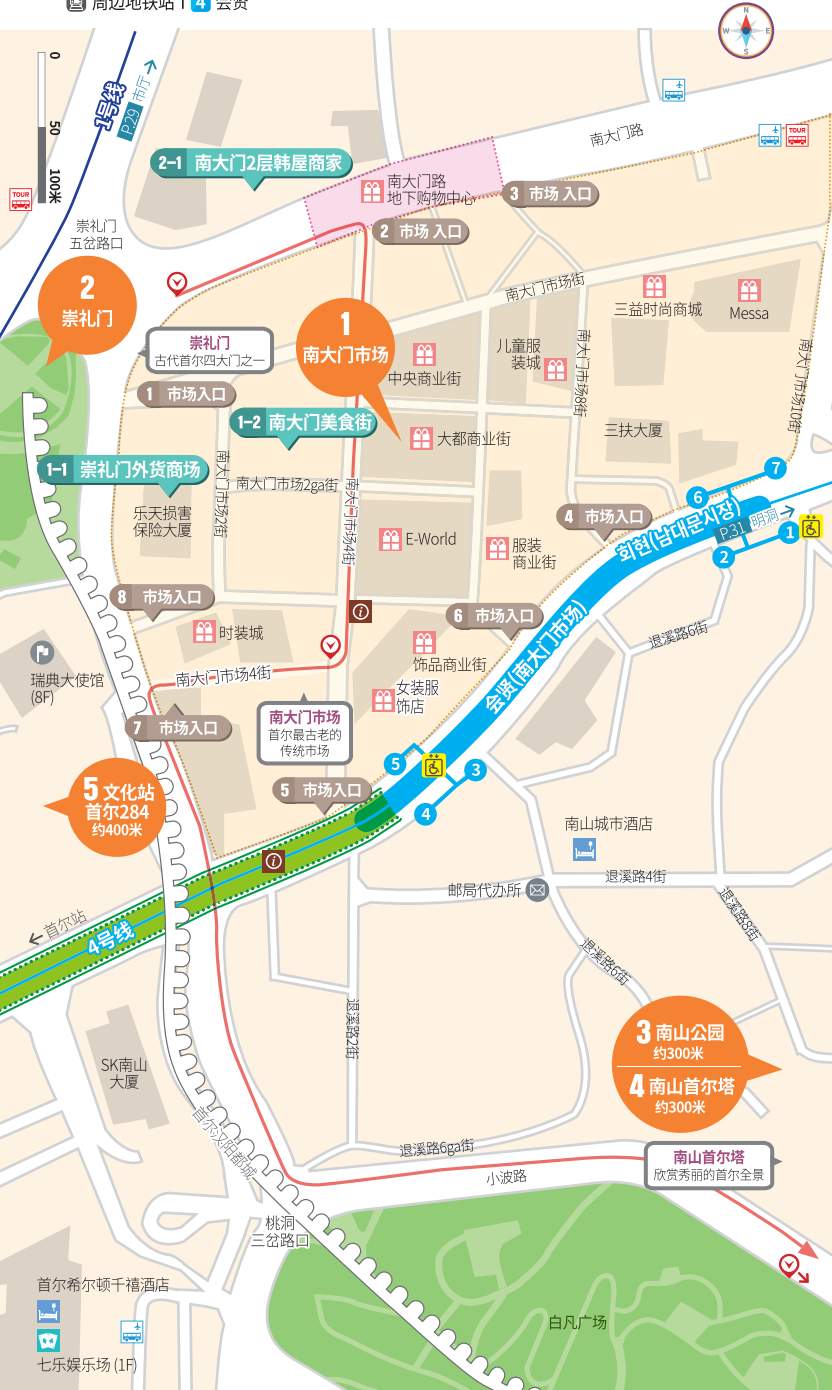 周边地铁站 | 4 会贤
N
W
E
S
0
50
100米
1号线
P.29 市厅
TOUR
TOUR
南大门路
2-1 南大门2层韩屋商家
南大门路
地下购物中心
3 市场 入口
2 市场 入口
崇礼门
五岔路口
2
崇礼门
1
南大门市场
南大门市场街
三益时尚商城
Messa
崇礼门
古代首尔四大门之一
中央商业街
儿童服
装城
南大门市场8街
南大门市场10街
1 市场入口
1-2 南大门美食街
大都商业街
三扶大厦
1-1 崇礼门外货商场
南大门市场2街
南大门市场2ga街
南大门市场4街
乐天损害
保险大厦
E-World
服装
商业街
4 市场入口
7
6
회현(남대문시장)
P.31 明洞
1
2
8 市场入口
时装城
6 市场入口
饰品商业街
退溪路6街
会贤(南大门市场)
瑞典大使馆
(8F)
南大门市场4街
女装服
饰店
7 市场入口
南大门市场
首尔最古老的
传统市场
5
3
4
5 文化站
首尔284
约400米
5 市场入口
南山城市酒店
邮局代办所
退溪路4街
退溪路8街
首尔站
4号线
退溪路6街
退溪路2街
SK南山
大厦
3 南山公园
约300米
4 南山首尔塔
约300米
首尔汉阳都城
退溪路6ga街
南山首尔塔
欣赏秀丽的首尔全景
小波路
桃洞
三岔路口
首尔希尔顿千禧酒店
七乐娱乐场 (1F)
白凡广场